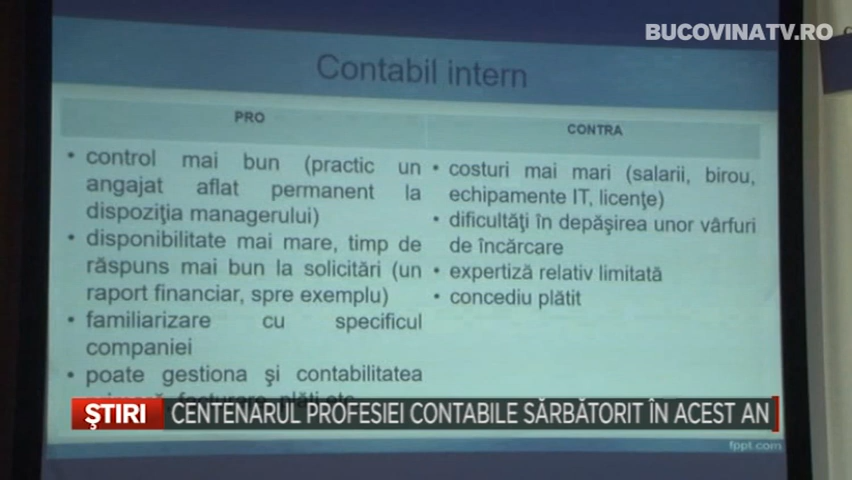 BUCOVINATV.RO
Contabil intern
PRO
CONTRA
• control mai bun (practic un
angajat aflat permanent la
dispoziţia managerului)
• disponibilitate mai mare, timp de
răspuns mai bun la solicitări (un
raport financiar, spre exemplu)
• familiarizare cu specificul
companiei
• poate gestiona şi contabilitatea
• costuri mai mari (salarii, birou,
echipamente IT, licenţe)
• dificultăţi în depăşirea unor vârfuri
de încărcare
• expertiză relativ limitată
• concediu plătit
ŞTIRI
CENTENARUL PROFESIEI CONTABILE SĂRBĂTORIT ÎN ACEST AN
fppt.com